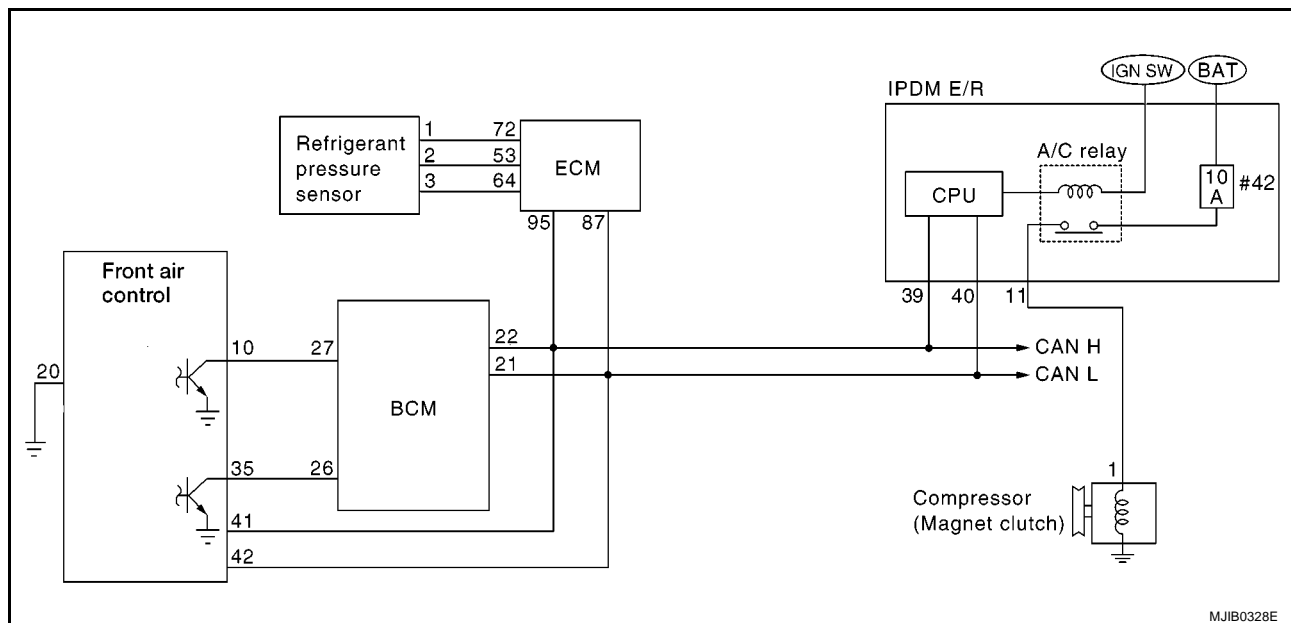 IGN SW
BAT
IPDM E/R
A/C relay
10
A
#42
CPU
39
40
11
Refrigerant
pressure
sensor
1
2
3
72
53
64
ECM
95
87
Front air
control
20
10
27
22
21
CAN H
CAN L
BCM
35
26
41
42
Compressor
(Magnet clutch)
1
MJIB0328E